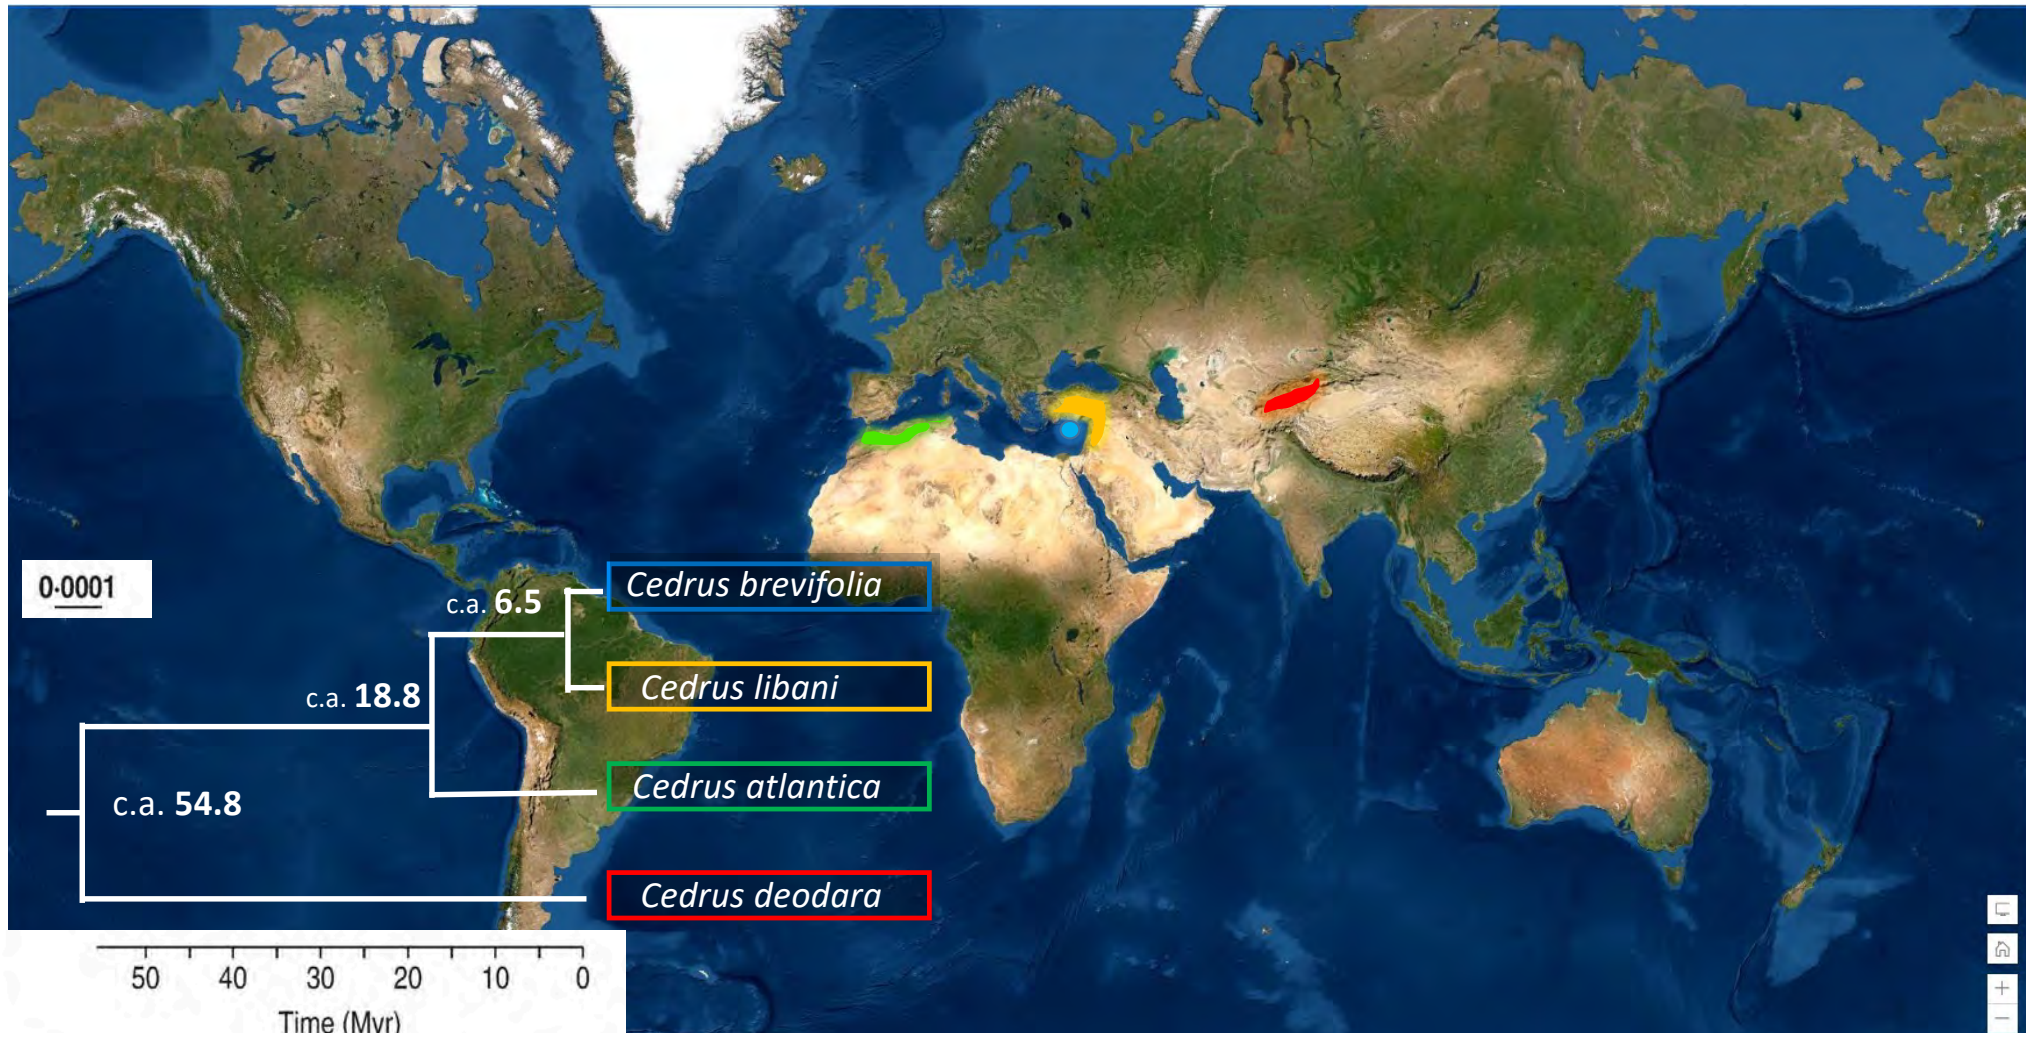 0·0001
c.a. 6.5
Cedrus brevifolia
c.a. 18.8
Cedrus libani
c.a. 54.8
Cedrus atlantica
Cedrus deodara
50 40 30 20 10 0
Time (Myr)